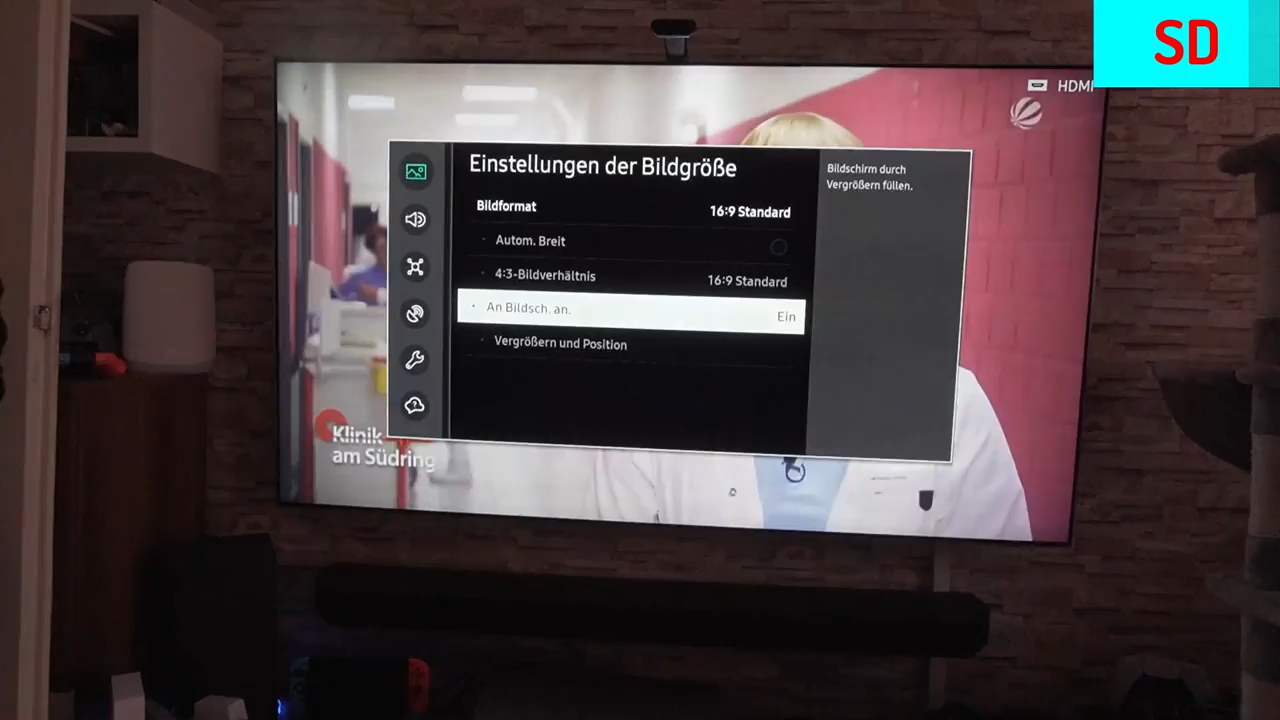 SD
HDMI
Einstellungen der Bildgröße
Bildschirm durch
Vergrößern füllen.
Bildformat 16:9 Standard
Autom. Breit
4:3-Bildverhältnis 16:9 Standard
An Bildsch. an. Ein
Vergrößern und Position
Klinik
am Südring